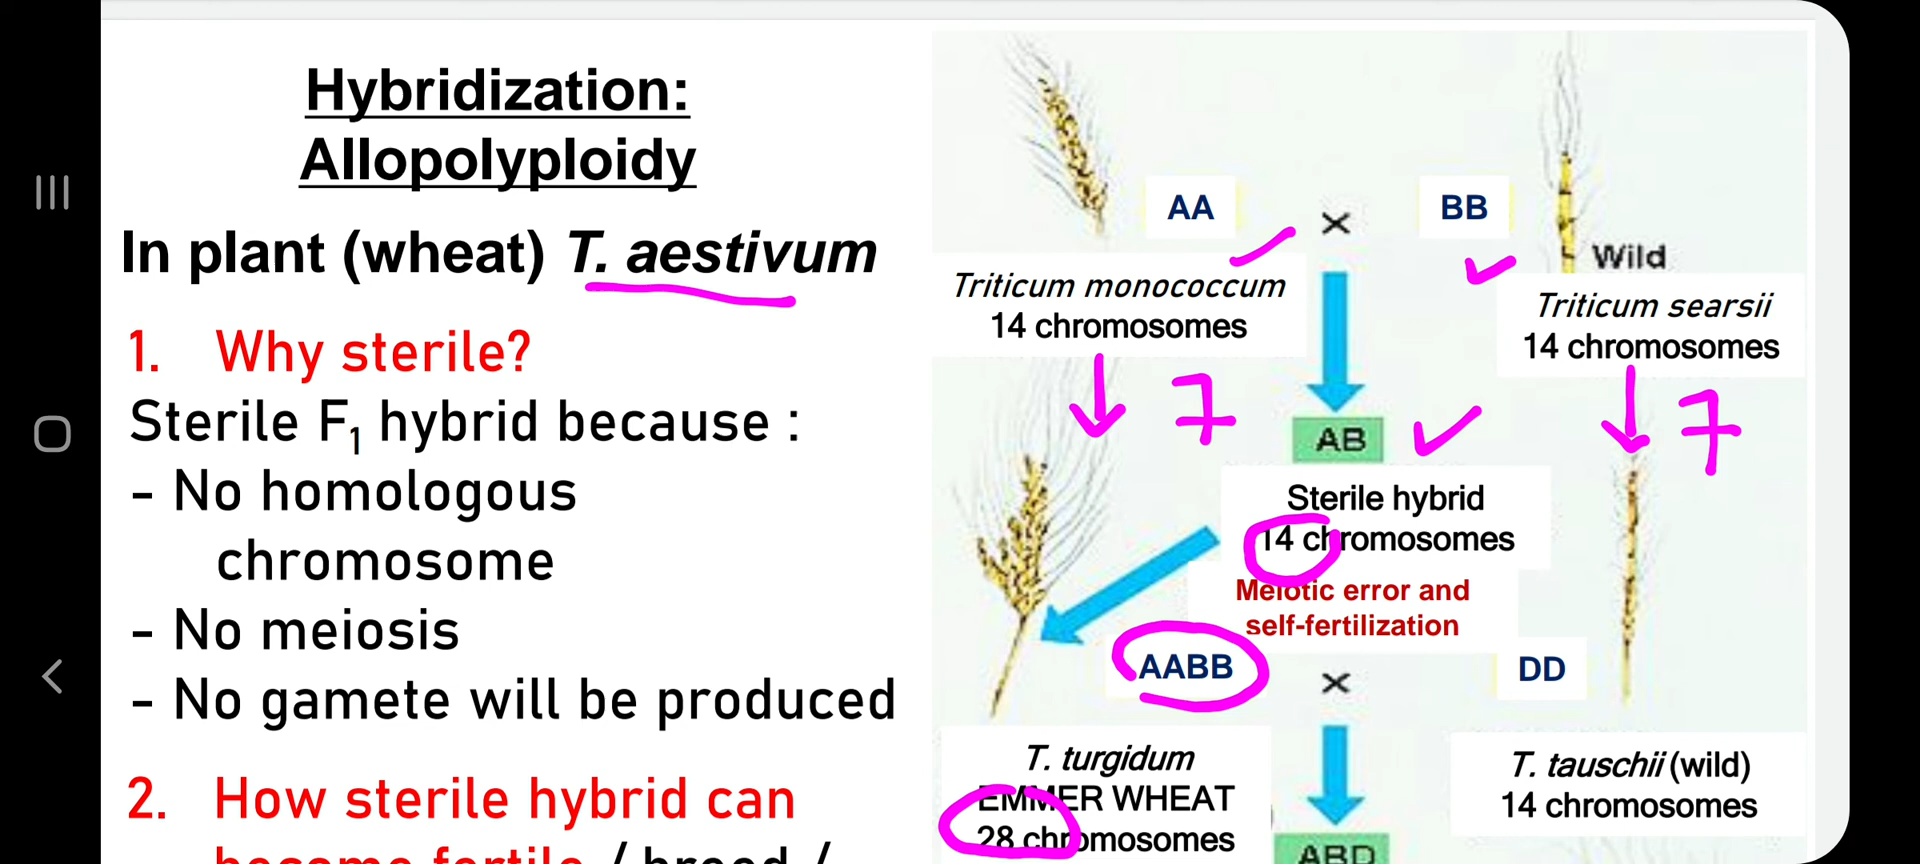 Hybridization:
Allopolyploidy
In plant (wheat) T. aestivum
1. Why sterile?
Sterile F1 hybrid because :
- No homologous
chromosome
- No meiosis
- No gamete will be produced
2. How sterile hybrid can
become fertile / breed /
AA
×
BB
Wild
Triticum monococcum
14 chromosomes
Triticum searsii
14 chromosomes
7
7
AB
Sterile hybrid
14 chromosomes
Meiotic error and
self-fertilization
AABB
×
DD
T. turgidum
EMMER WHEAT
28 chromosomes
T. tauschii (wild)
14 chromosomes
ABD